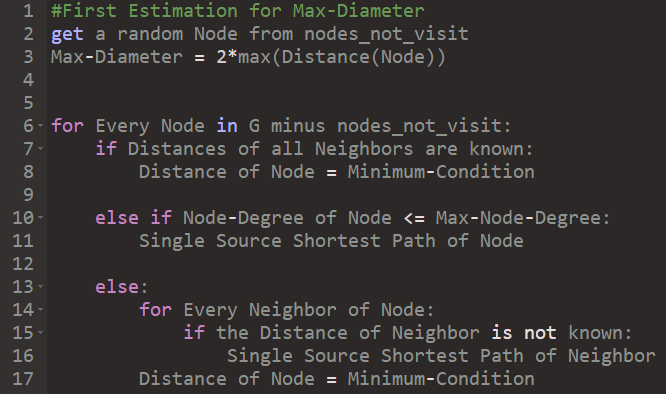 1 #First Estimation for Max-Diameter
2 get a random Node from nodes_not_visit
3 Max-Diameter = 2*max(Distance(Node))
4
5
6 for Every Node in G minus nodes_not_visit:
7 if Distances of all Neighbors are known:
8 Distance of Node = Minimum-Condition
9
10 else if Node-Degree of Node <= Max-Node-Degree:
11 Single Source Shortest Path of Node
12
13 else:
14 for Every Neighbor of Node:
15 if the Distance of Neighbor is not known:
16 Single Source Shortest Path of Neighbor
17 Distance of Node = Minimum-Condition